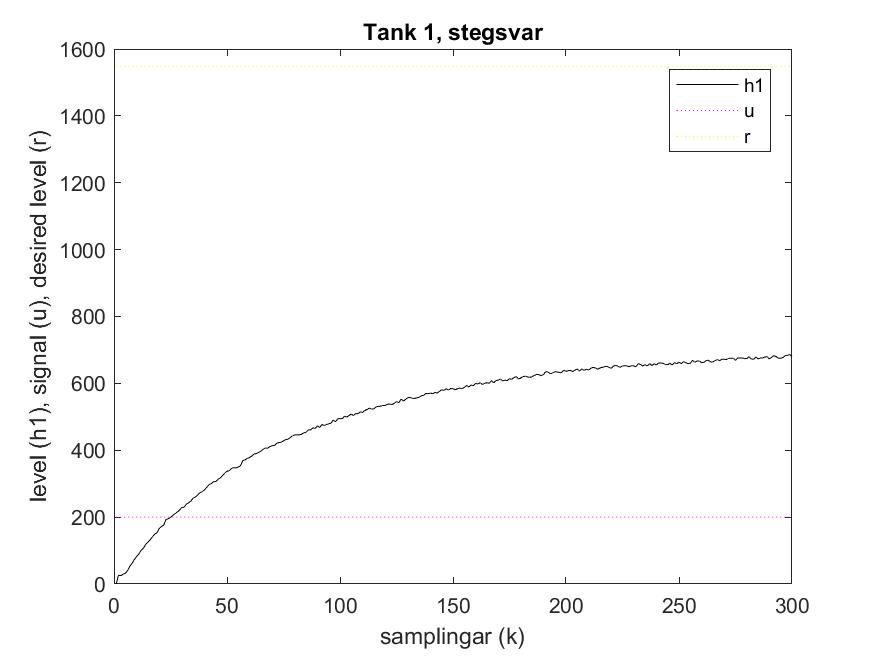 Tank 1, stegsvar
level (h1), signal (u), desired level (r)
1600
1400
1200
1000
800
600
400
200
0
h1
u
r
0 50 100 150 200 250 300
samplingar (k)